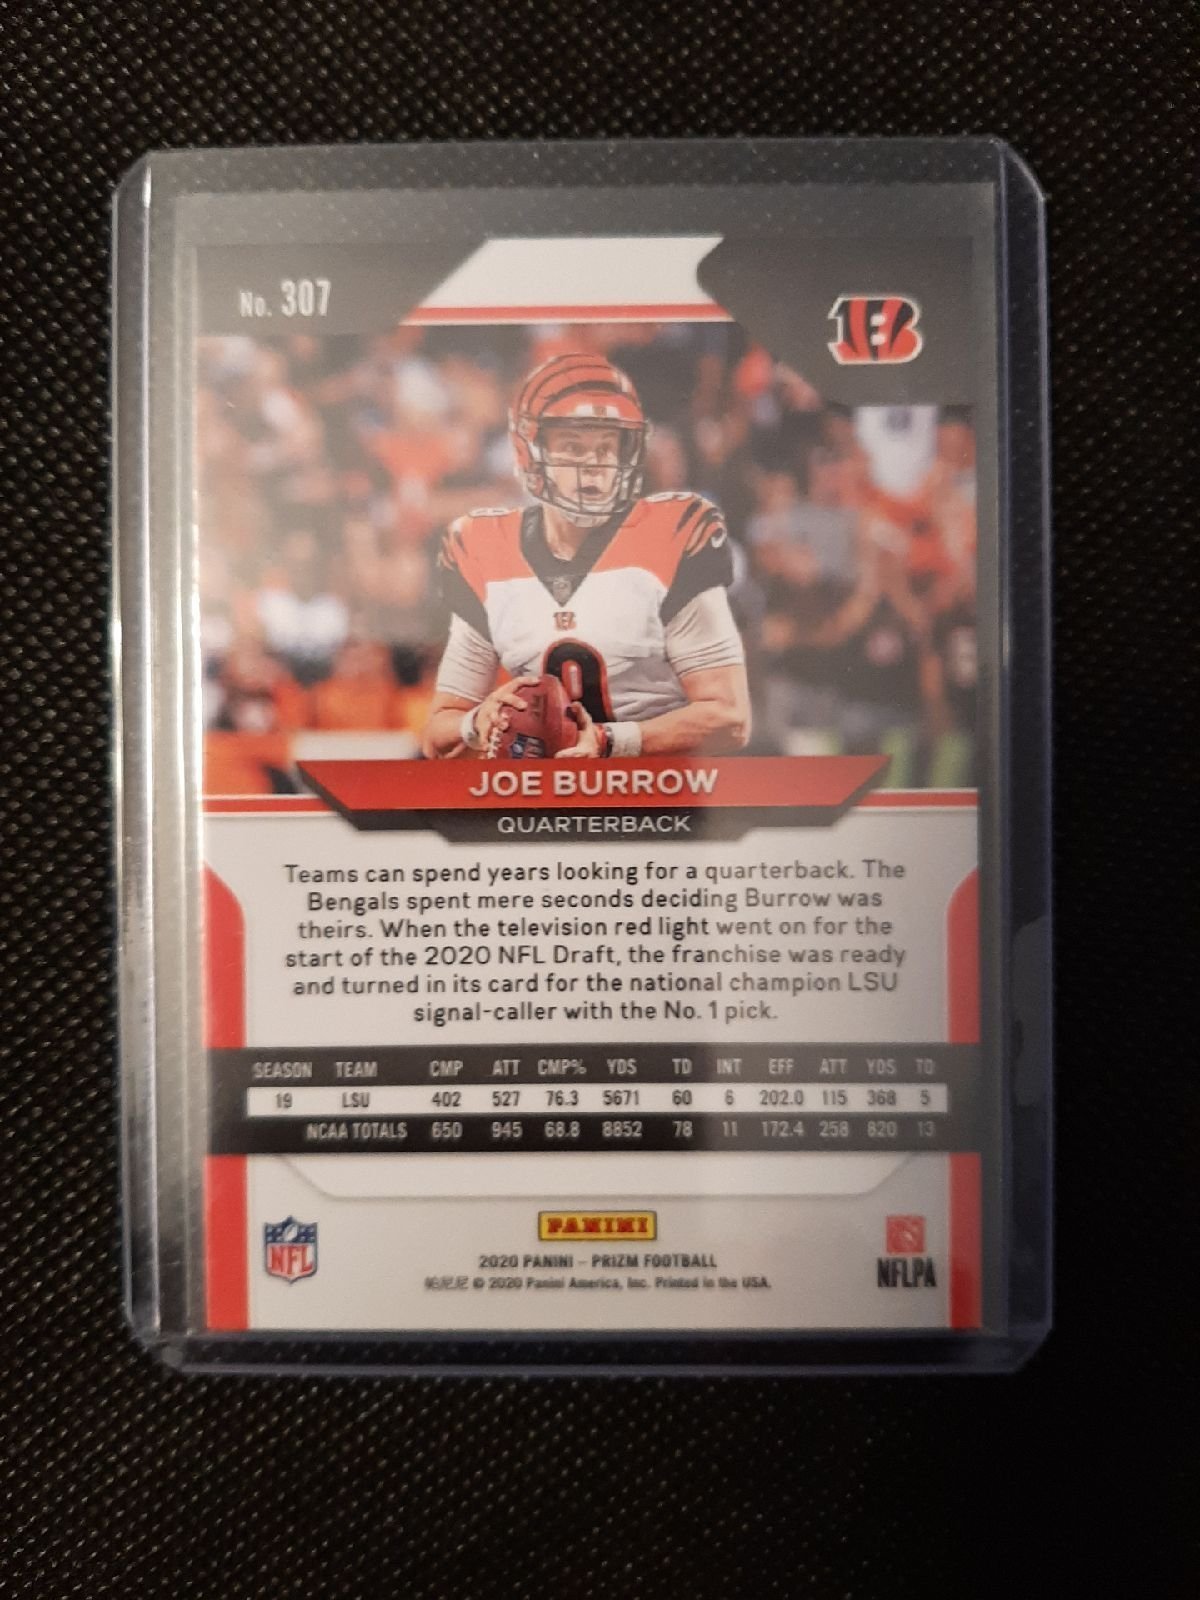 No. 307
B
9
JOE BURROW
QUARTERBACK
Teams can spend years looking for a quarterback. The
Bengals spent mere seconds deciding Burrow was
theirs. When the television red light went on for the
start of the 2020 NFL Draft, the franchise was ready
and turned in its card for the national champion LSU
signal-caller with the No. 1 pick.
SEASON TEAM CMP ATT CMP% YDS TD INT EFF ATT YDS TD
19 LSU 402 527 76.3 5671 60 6 202.0 115 368 5
NCAA TOTALS 650 945 68.8 8852 78 11 172.4 258 820 13
NFL
PANINI
NFLPA
2020 PANINI – PRIZM FOOTBALL
© 2020 Panini America, Inc. Printed in the USA.